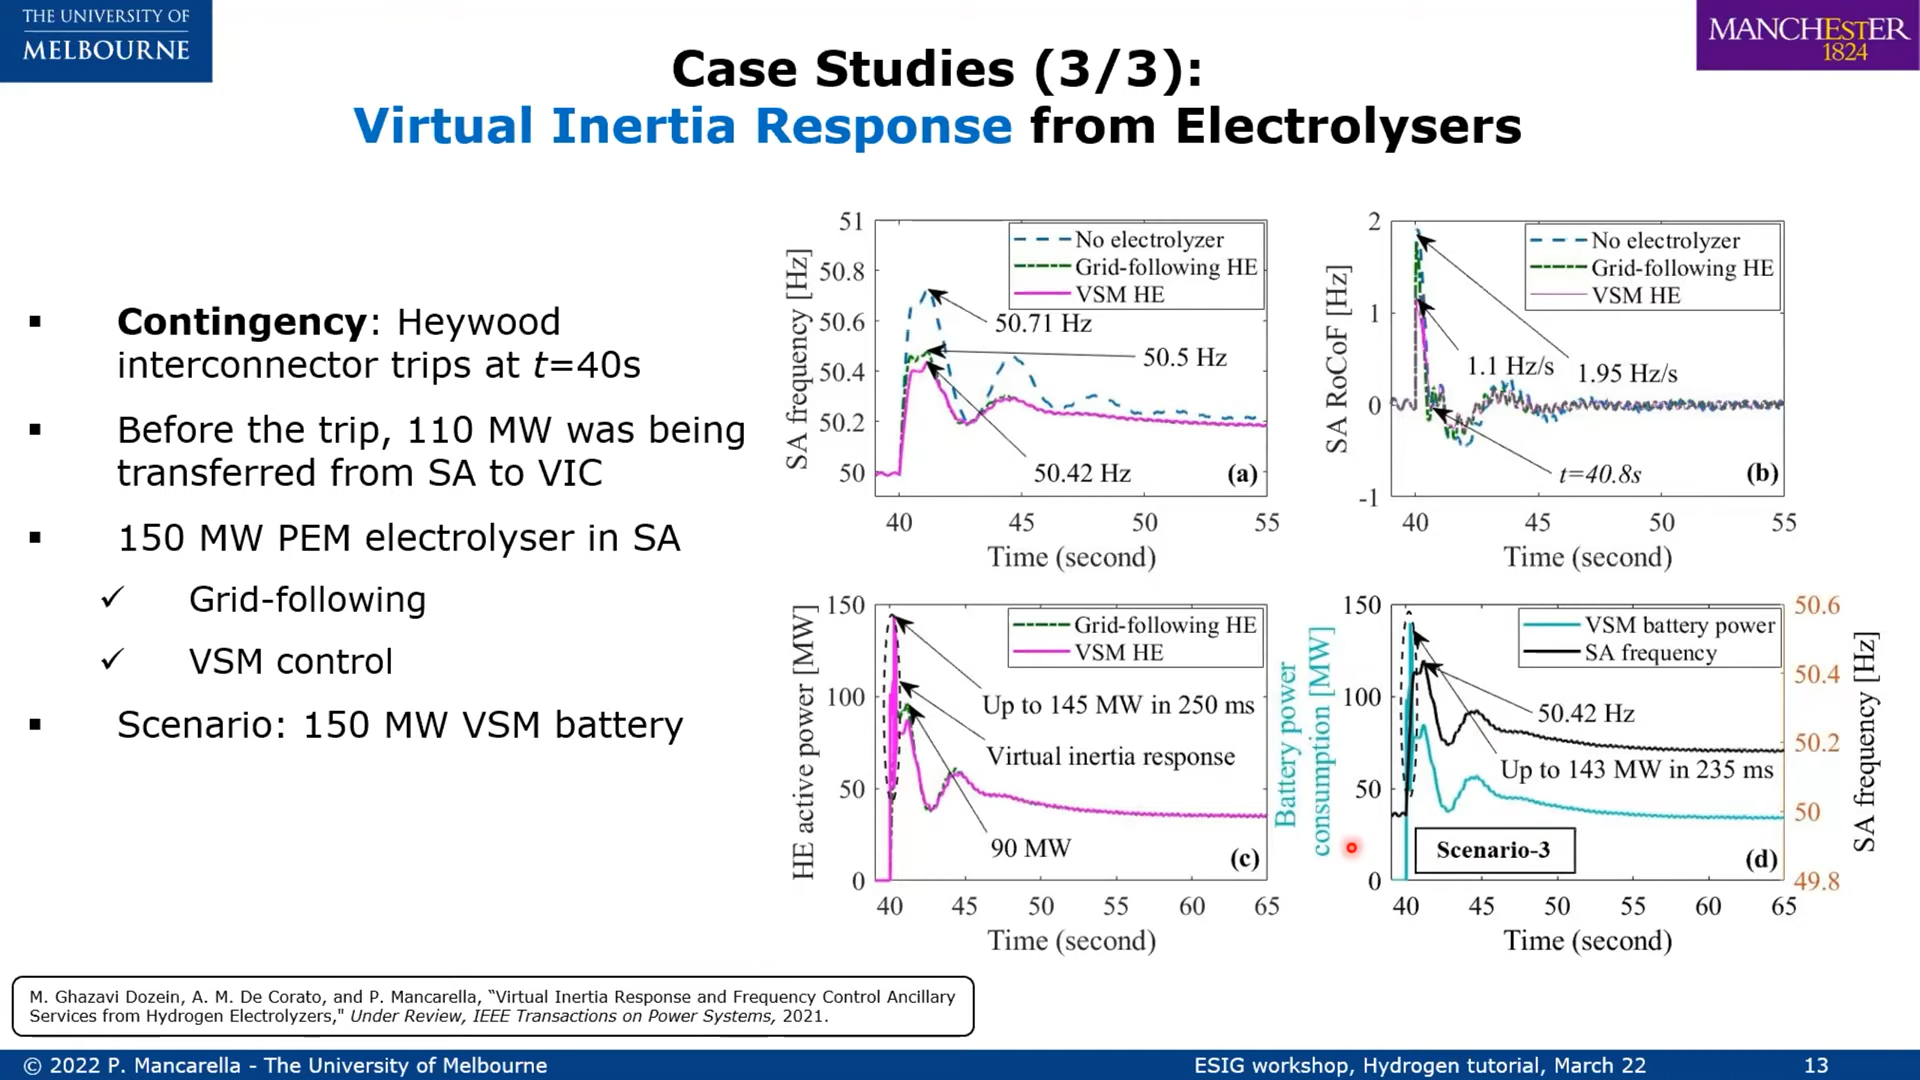 THE UNIVERSITY OF
MELBOURNE
MANCHESTER
1824
Case Studies (3/3):
Virtual Inertia Response from Electrolysers
▪ Contingency: Heywood
interconnector trips at t=40s
▪ Before the trip, 110 MW was being
transferred from SA to VIC
▪ 150 MW PEM electrolyser in SA
✓ Grid-following
✓ VSM control
▪ Scenario: 150 MW VSM battery
SA frequency [Hz]
51
50.8
50.6
50.4
50.2
50
No electrolyzer
Grid-following HE
VSM HE
50.71 Hz
50.5 Hz
50.42 Hz
(a)
40 45 50 55
Time (second)
SA RoCoF [Hz]
2
1
0
-1
No electrolyzer
Grid-following HE
VSM HE
1.1 Hz/s
1.95 Hz/s
t=40.8s
(b)
40 45 50 55
Time (second)
HE active power [MW]
150
100
50
0
Grid-following HE
VSM HE
Up to 145 MW in 250 ms
Virtual inertia response
90 MW
(c)
40 45 50 55 60 65
Time (second)
Battery power
consumption [MW]
150
100
50
0
VSM battery power
SA frequency
50.42 Hz
Up to 143 MW in 235 ms
Scenario-3
(d)
50.6
50.4
50.2
50
49.8
SA frequency [Hz]
40 45 50 55 60 65
Time (second)
M. Ghazavi Dozein, A. M. De Corato, and P. Mancarella, “Virtual Inertia Response and Frequency Control Ancillary
Services from Hydrogen Electrolyzers," Under Review, IEEE Transactions on Power Systems, 2021.
© 2022 P. Mancarella - The University of Melbourne
ESIG workshop, Hydrogen tutorial, March 22
13